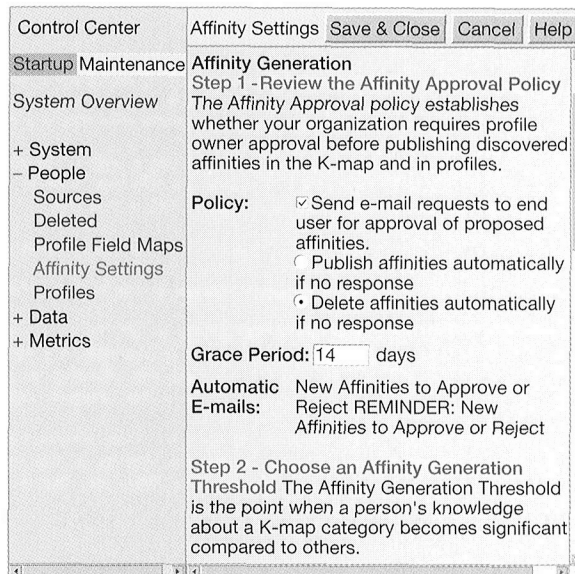 Control Center
Startup Maintenance
System Overview
+ System
– People
Sources
Deleted
Profile Field Maps
Affinity Settings
Profiles
+ Data
+ Metrics
Affinity Settings Save & Close Cancel Help
Affinity Generation
Step 1 -Review the Affinity Approval Policy
The Affinity Approval policy establishes
whether your organization requires profile
owner approval before publishing discovered
affinities in the K-map and in profiles.
Policy: Send e-mail requests to end
user for approval of proposed
affinities.
Publish affinities automatically
if no response
Delete affinities automatically
if no response
Grace Period: 14 days
Automatic New Affinities to Approve or
E-mails: Reject REMINDER: New
Affinities to Approve or Reject
Step 2 - Choose an Affinity Generation
Threshold The Affinity Generation Threshold
is the point when a person's knowledge
about a K-map category becomes significant
compared to others.